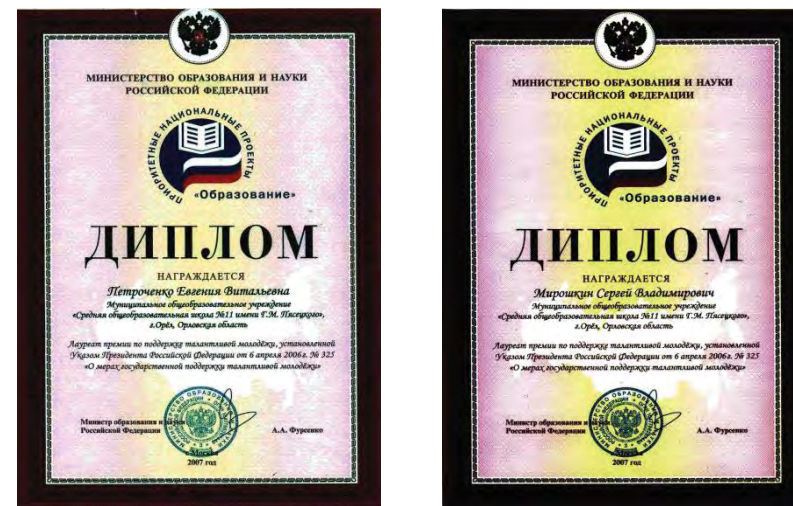 МИНИСТЕРСТВО ОБРАЗОВАНИЯ И НАУКИ
РОССИЙСКОЙ ФЕДЕРАЦИИ
ПРИОРИТЕТНЫЕ НАЦИОНАЛЬНЫЕ ПРОЕКТЫ
«Образование»
ДИПЛОМ
НАГРАЖДАЕТСЯ
Петроченко Евгения Витальевна
Муниципальное общеобразовательное учреждение
«Средняя общеобразовательная школа №11 имени Г.М. Пясецкого»,
г.Орёл, Орловская область
Лауреат премии по поддержке талантливой молодёжи, установленной
Указом Президента Российской Федерации от 6 апреля 2006г. № 325
«О мерах государственной поддержки талантливой молодёжи»
Министр образования и науки
Российской Федерации
А.А. Фурсенко
г. Москва
2007 год
МИНИСТЕРСТВО ОБРАЗОВАНИЯ И НАУКИ
РОССИЙСКОЙ ФЕДЕРАЦИИ
ПРИОРИТЕТНЫЕ НАЦИОНАЛЬНЫЕ ПРОЕКТЫ
«Образование»
ДИПЛОМ
НАГРАЖДАЕТСЯ
Мирошкин Сергей Владимирович
Муниципальное общеобразовательное учреждение
«Средняя общеобразовательная школа №11 имени Г.М. Пясецкого»,
г.Орёл, Орловская область
Лауреат премии по поддержке талантливой молодёжи, установленной
Указом Президента Российской Федерации от 6 апреля 2006г. № 325
«О мерах государственной поддержки талантливой молодёжи»
Министр образования и науки
Российской Федерации
А.А. Фурсенко
г. Москва
2007 год